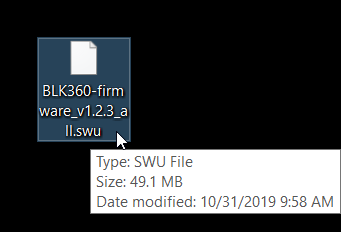 BLK360-firm
ware_v1.2.3_a
ll.swu
Type: SWU File
Size: 49.1 MB
Date modified: 10/31/2019 9:58 AM